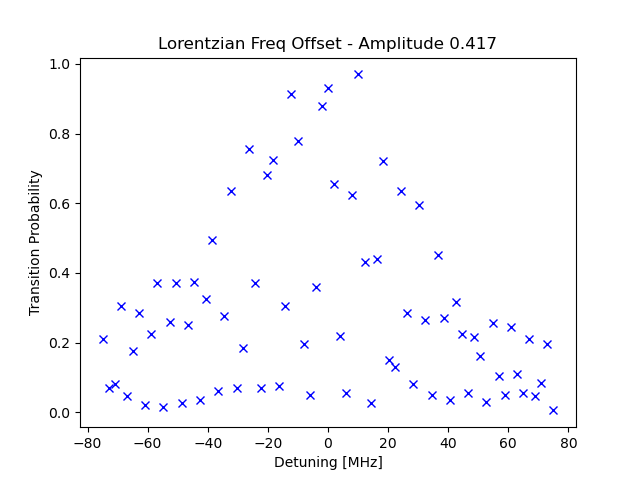 Lorentzian Freq Offset - Amplitude 0.417
1.0
0.8
0.6
0.4
0.2
0.0
Transition Probability
−80 −60 −40 −20 0 20 40 60 80
Detuning [MHz]